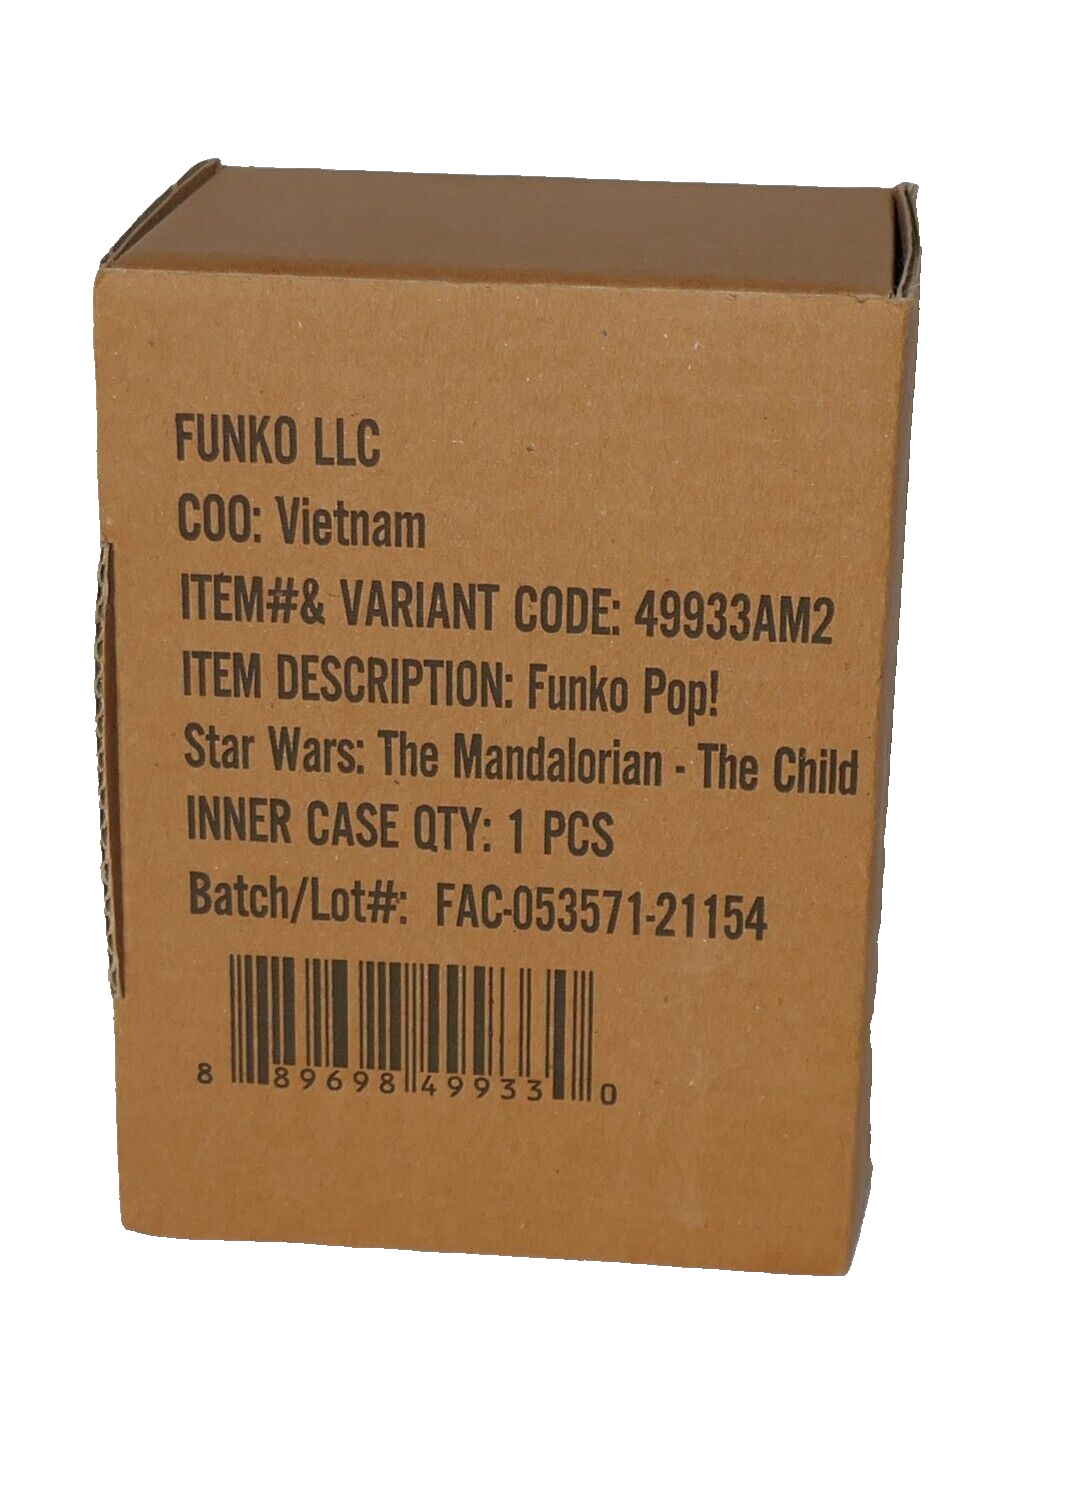 FUNKO LLC
COO: Vietnam
ITEM#& VARIANT CODE: 49933AM2
ITEM DESCRIPTION: Funko Pop!
Star Wars: The Mandalorian - The Child
INNER CASE QTY: 1 PCS
Batch/Lot#: FAC-053571-21154
8 89698 49933 0